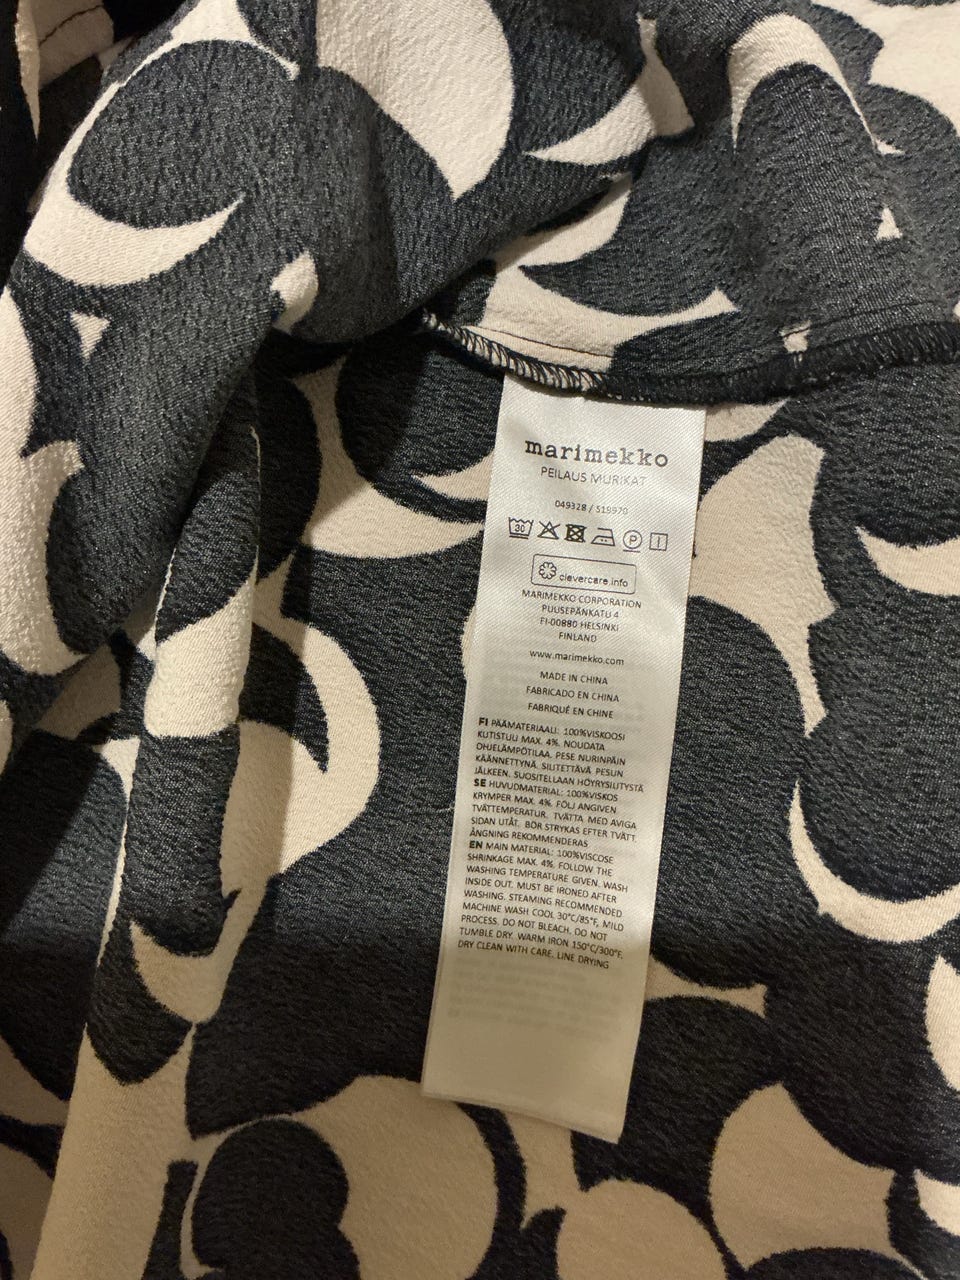 marimekko
PEILAUS MURIKAT
049328 / 519970
30
P
clevercare.info
MARIMEKKO CORPORATION
PUUSEPÄNKATU 4
FI-00880 HELSINKI
FINLAND
www.marimekko.com
MADE IN CHINA
FABRICADO EN CHINA
FABRIQUÉ EN CHINE
FI PÄÄMATERIAALI: 100%VISKOOSI
KUTISTUU MAX. 4%. NOUDATA
OHJELÄMPÖTILAA. PESE NURINPÄIN
KÄÄNNETTYNÄ. SILITETTÄVÄ PESUN
JÄLKEEN. SUOSITELLAAN HÖYRYSILITYSTÄ
SE HUVUDMATERIAL: 100%VISKOS
KRYMPER MAX. 4%. FÖLJ ANGIVEN
TVÄTTEMPERATUR. TVÄTTA MED AVIGA
SIDAN UTÅT. BÖR STRYKAS EFTER TVÄTT.
ÅNGNING REKOMMENDERAS
EN MAIN MATERIAL: 100%VISCOSE
SHRINKAGE MAX. 4%. FOLLOW THE
WASHING TEMPERATURE GIVEN. WASH
INSIDE OUT. MUST BE IRONED AFTER
WASHING. STEAMING RECOMMENDED
MACHINE WASH COOL 30°C/85°F, MILD
PROCESS. DO NOT BLEACH. DO NOT
TUMBLE DRY. WARM IRON 150°C/300°F.
DRY CLEAN WITH CARE. LINE DRYING